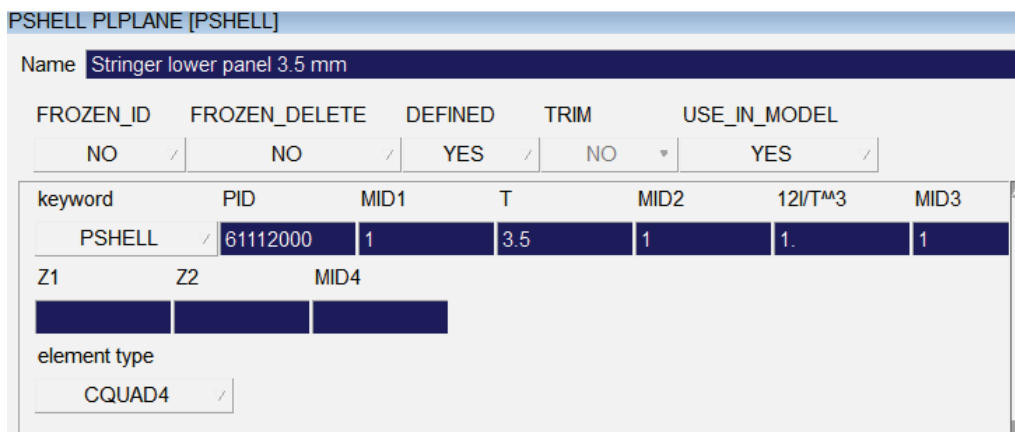 PSHELL PLPLANE [PSHELL]
Name Stringer lower panel 3.5 mm
FROZEN_ID FROZEN_DELETE DEFINED TRIM USE_IN_MODEL
NO NO YES NO YES
keyword PID MID1 T MID2 12I/T^^3 MID3
PSHELL 61112000 1 3.5 1 1. 1
Z1 Z2 MID4
element type
CQUAD4